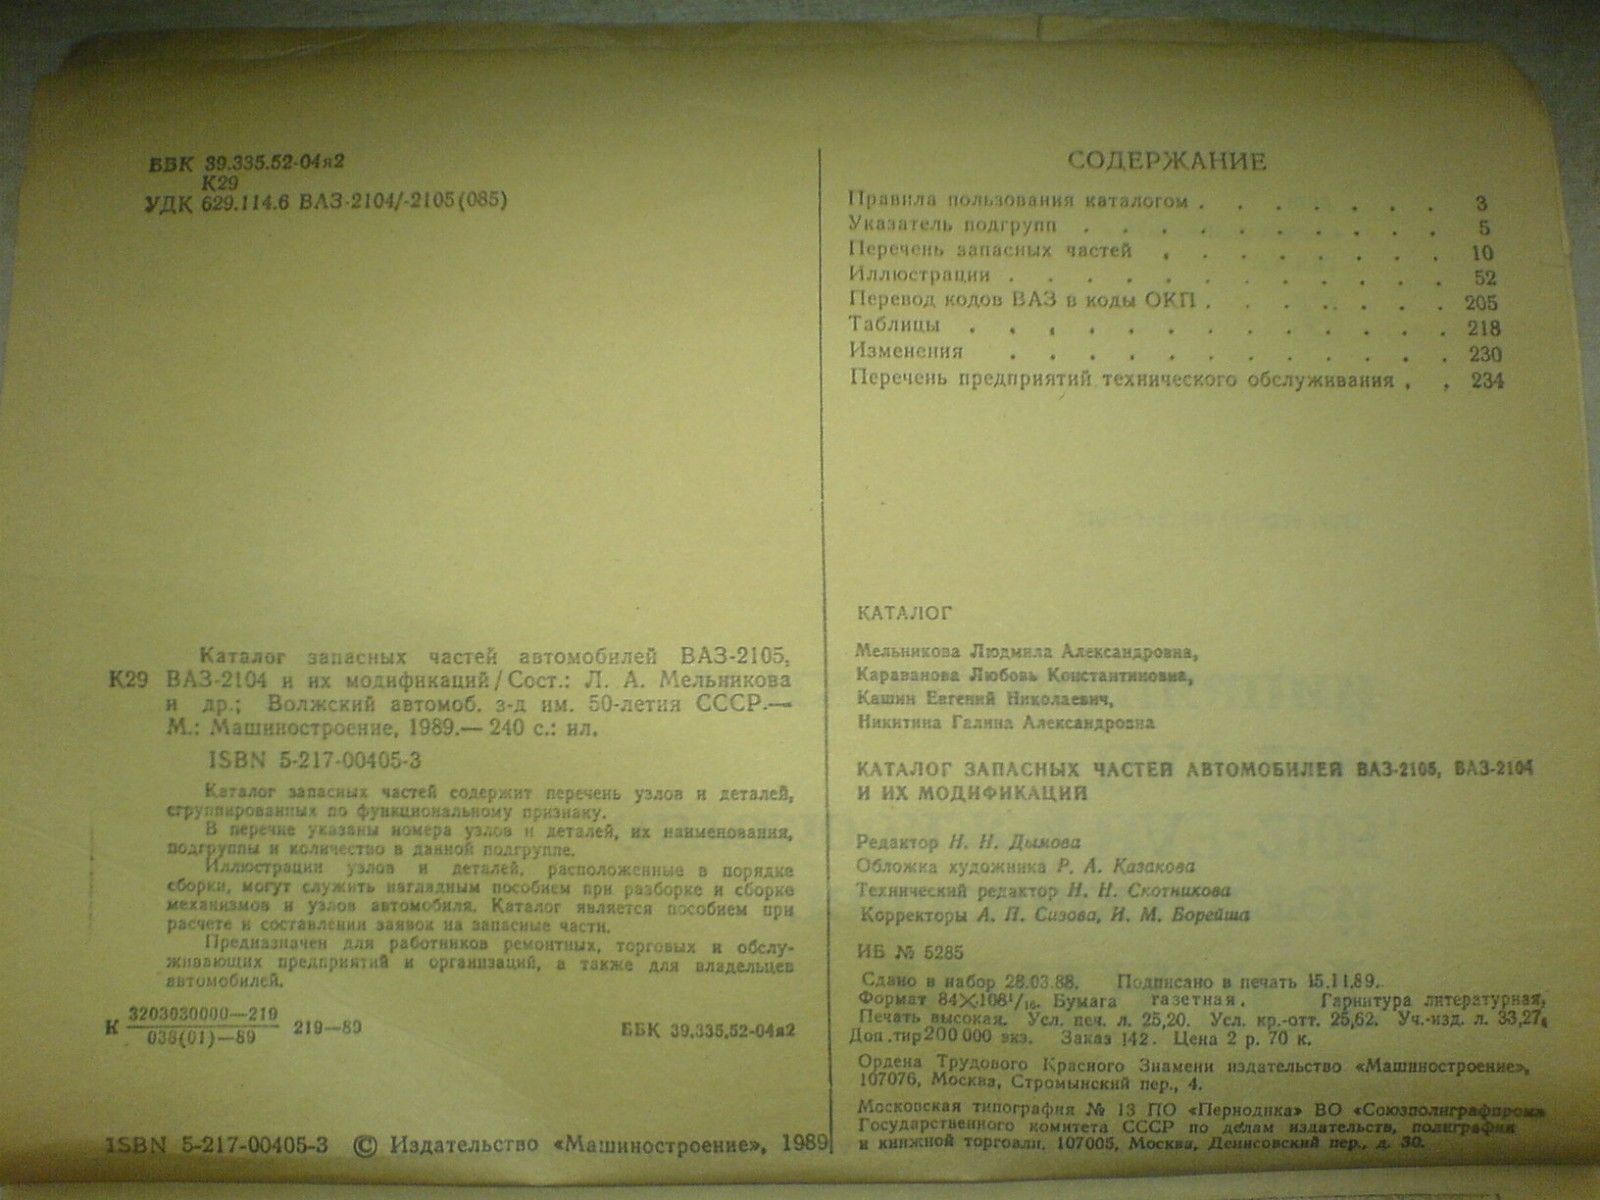 ББК 39.335.52-04я2
К29
УДК 629.114.6 ВАЗ-2104/-2105(085)
Каталог запасных частей автомобилей ВАЗ-2105,
К29 ВАЗ-2104 и их модификаций/Сост.: Л. А. Мельникова
и др.; Волжский автомоб. з-д им. 50-летия СССР.—
М.: Машиностроение, 1989.— 240 с.: ил.
ISBN 5-217-00405-3
Каталог запасных частей содержит перечень узлов и деталей,
сгруппированных по функциональному признаку.
В перечне указаны номера узлов и деталей, их наименования,
подгруппы и количество в данной подгруппе.
Иллюстрации узлов и деталей, расположенные в порядке
сборки, могут служить наглядным пособием при разборке и сборке
механизмов и узлов автомобиля. Каталог является пособием при
расчете и составлении заявок на запасные части.
Предназначен для работников ремонтных, торговых и обслу-
живающих предприятий и организаций, а также для владельцев
автомобилей.
К 3203030000—219
038(01)—89 219—89 ББК 39.335.52-04я2
ISBN 5-217-00405-3 © Издательство «Машиностроение», 1989
СОДЕРЖАНИЕ
Правила пользования каталогом . . . . . . . 3
Указатель подгрупп . . . . . . . . . . 5
Перечень запасных частей . . . . . . . . 10
Иллюстрации . . . . . . . . . . . . 52
Перевод кодов ВАЗ в коды ОКП . . . . . . . 205
Таблицы . . . . . . . . . . . . . 218
Изменения . . . . . . . . . . . . 230
Перечень предприятий технического обслуживания . . 234
КАТАЛОГ
Мельникова Людмила Александровна,
Караванова Любовь Константиновна,
Кашин Евгений Николаевич,
Никитина Галина Александровна
КАТАЛОГ ЗАПАСНЫХ ЧАСТЕЙ АВТОМОБИЛЕЙ ВАЗ-2105, ВАЗ-2104
И ИХ МОДИФИКАЦИЙ
Редактор Н. Н. Дымова
Обложка художника Р. А. Казакова
Технический редактор Н. Н. Скотникова
Корректоры А. П. Сизова, И. М. Борейша
ИБ № 5285
Сдано в набор 28.03.88. Подписано в печать 15.11.89.
Формат 84×108¹/₁₆. Бумага газетная. Гарнитура литературная.
Печать высокая. Усл. печ. л. 25,20. Усл. кр.-отт. 25,62. Уч.-изд. л. 33,27.
Доп.тир 200 000 экз. Заказ 142. Цена 2 р. 70 к.
Ордена Трудового Красного Знамени издательство «Машиностроение»,
107076, Москва, Стромынский пер., 4.
Московская типография № 13 ПО «Периодика» ВО «Союзполиграфпром»
Государственного комитета СССР по делам издательств, полиграфии
и книжной торговли. 107005, Москва, Денисовский пер., д. 30.